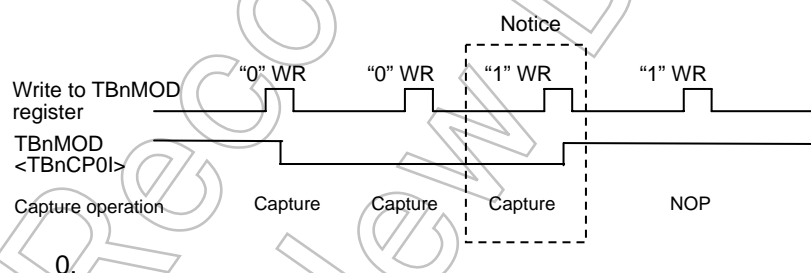 Notice
"0" WR "0" WR "1" WR "1" WR
Write to TBnMOD
register
TBnMOD
<TBnCP0I>
Capture operation Capture Capture Capture NOP
0.